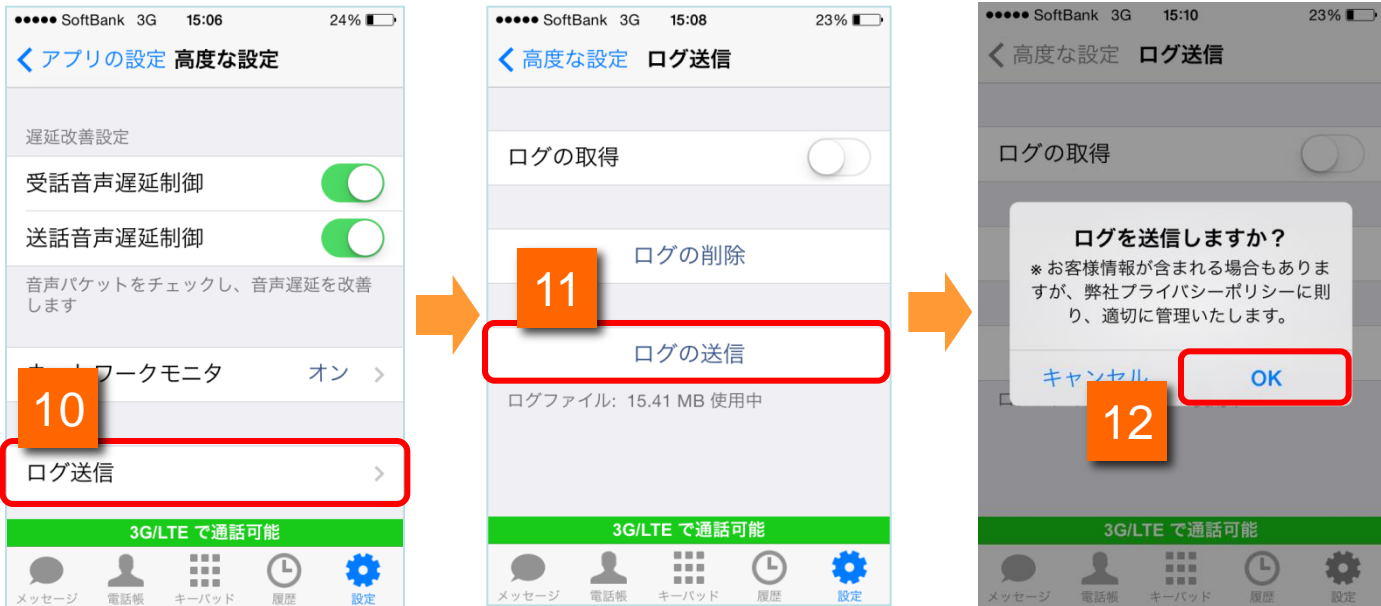 SoftBank 3G 15:06 24%
アプリの設定 高度な設定
遅延改善設定
受話音声遅延制御
送話音声遅延制御
音声パケットをチェックし、音声遅延を改善
します
ワークモニタ オン
10
ログ送信
3G/LTE で通話可能
メッセージ 電話帳 キーパッド 履歴 設定
SoftBank 3G 15:08 23%
高度な設定 ログ送信
ログの取得
ログの削除
11
ログの送信
ログファイル: 15.41 MB 使用中
3G/LTE で通話可能
メッセージ 電話帳 キーパッド 履歴 設定
SoftBank 3G 15:10 23%
高度な設定 ログ送信
ログの取得
ログを送信しますか？
※ お客様情報が含まれる場合もありま
すが、弊社プライバシーポリシーに則
り、適切に管理いたします。
キャンセル OK
12
3G/LTE で通話可能
メッセージ 電話帳 キーパッド 履歴 設定